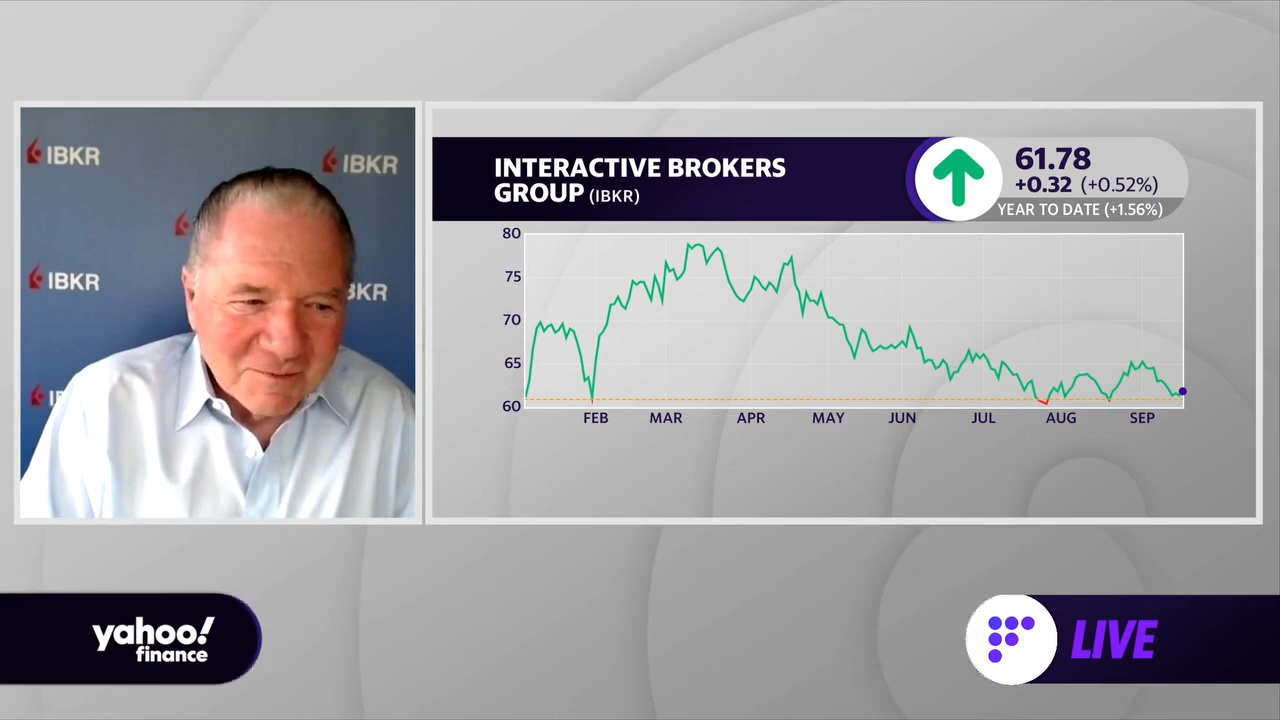 IBKR
IBKR
IBKR
BKR
INTERACTIVE BROKERS
GROUP (IBKR)
61.78
+0.32 (+0.52%)
YEAR TO DATE (+1.56%)
80
75
70
65
60
FEB MAR APR MAY JUN JUL AUG SEP
yahoo!
finance
LIVE